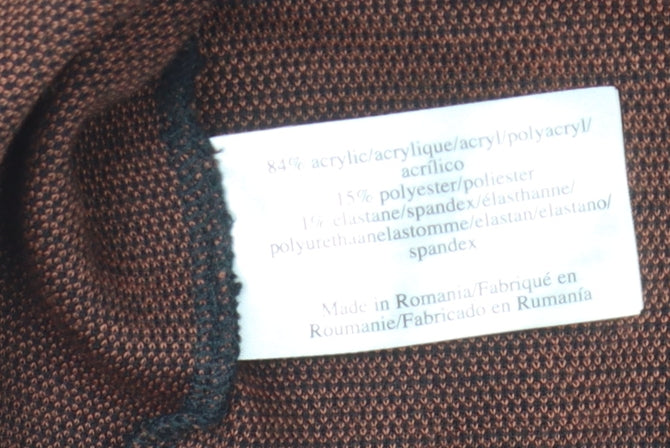 84% acrylic/acrylique/acryl/polyacryl/
acrílico
15% polyester/poliester
1% elastane/spandex/élasthanne/
polyurethaanelastomme/elastan/elastano/
spandex
Made in Romania/Fabriqué en
Roumanie/Fabricado en Rumanía